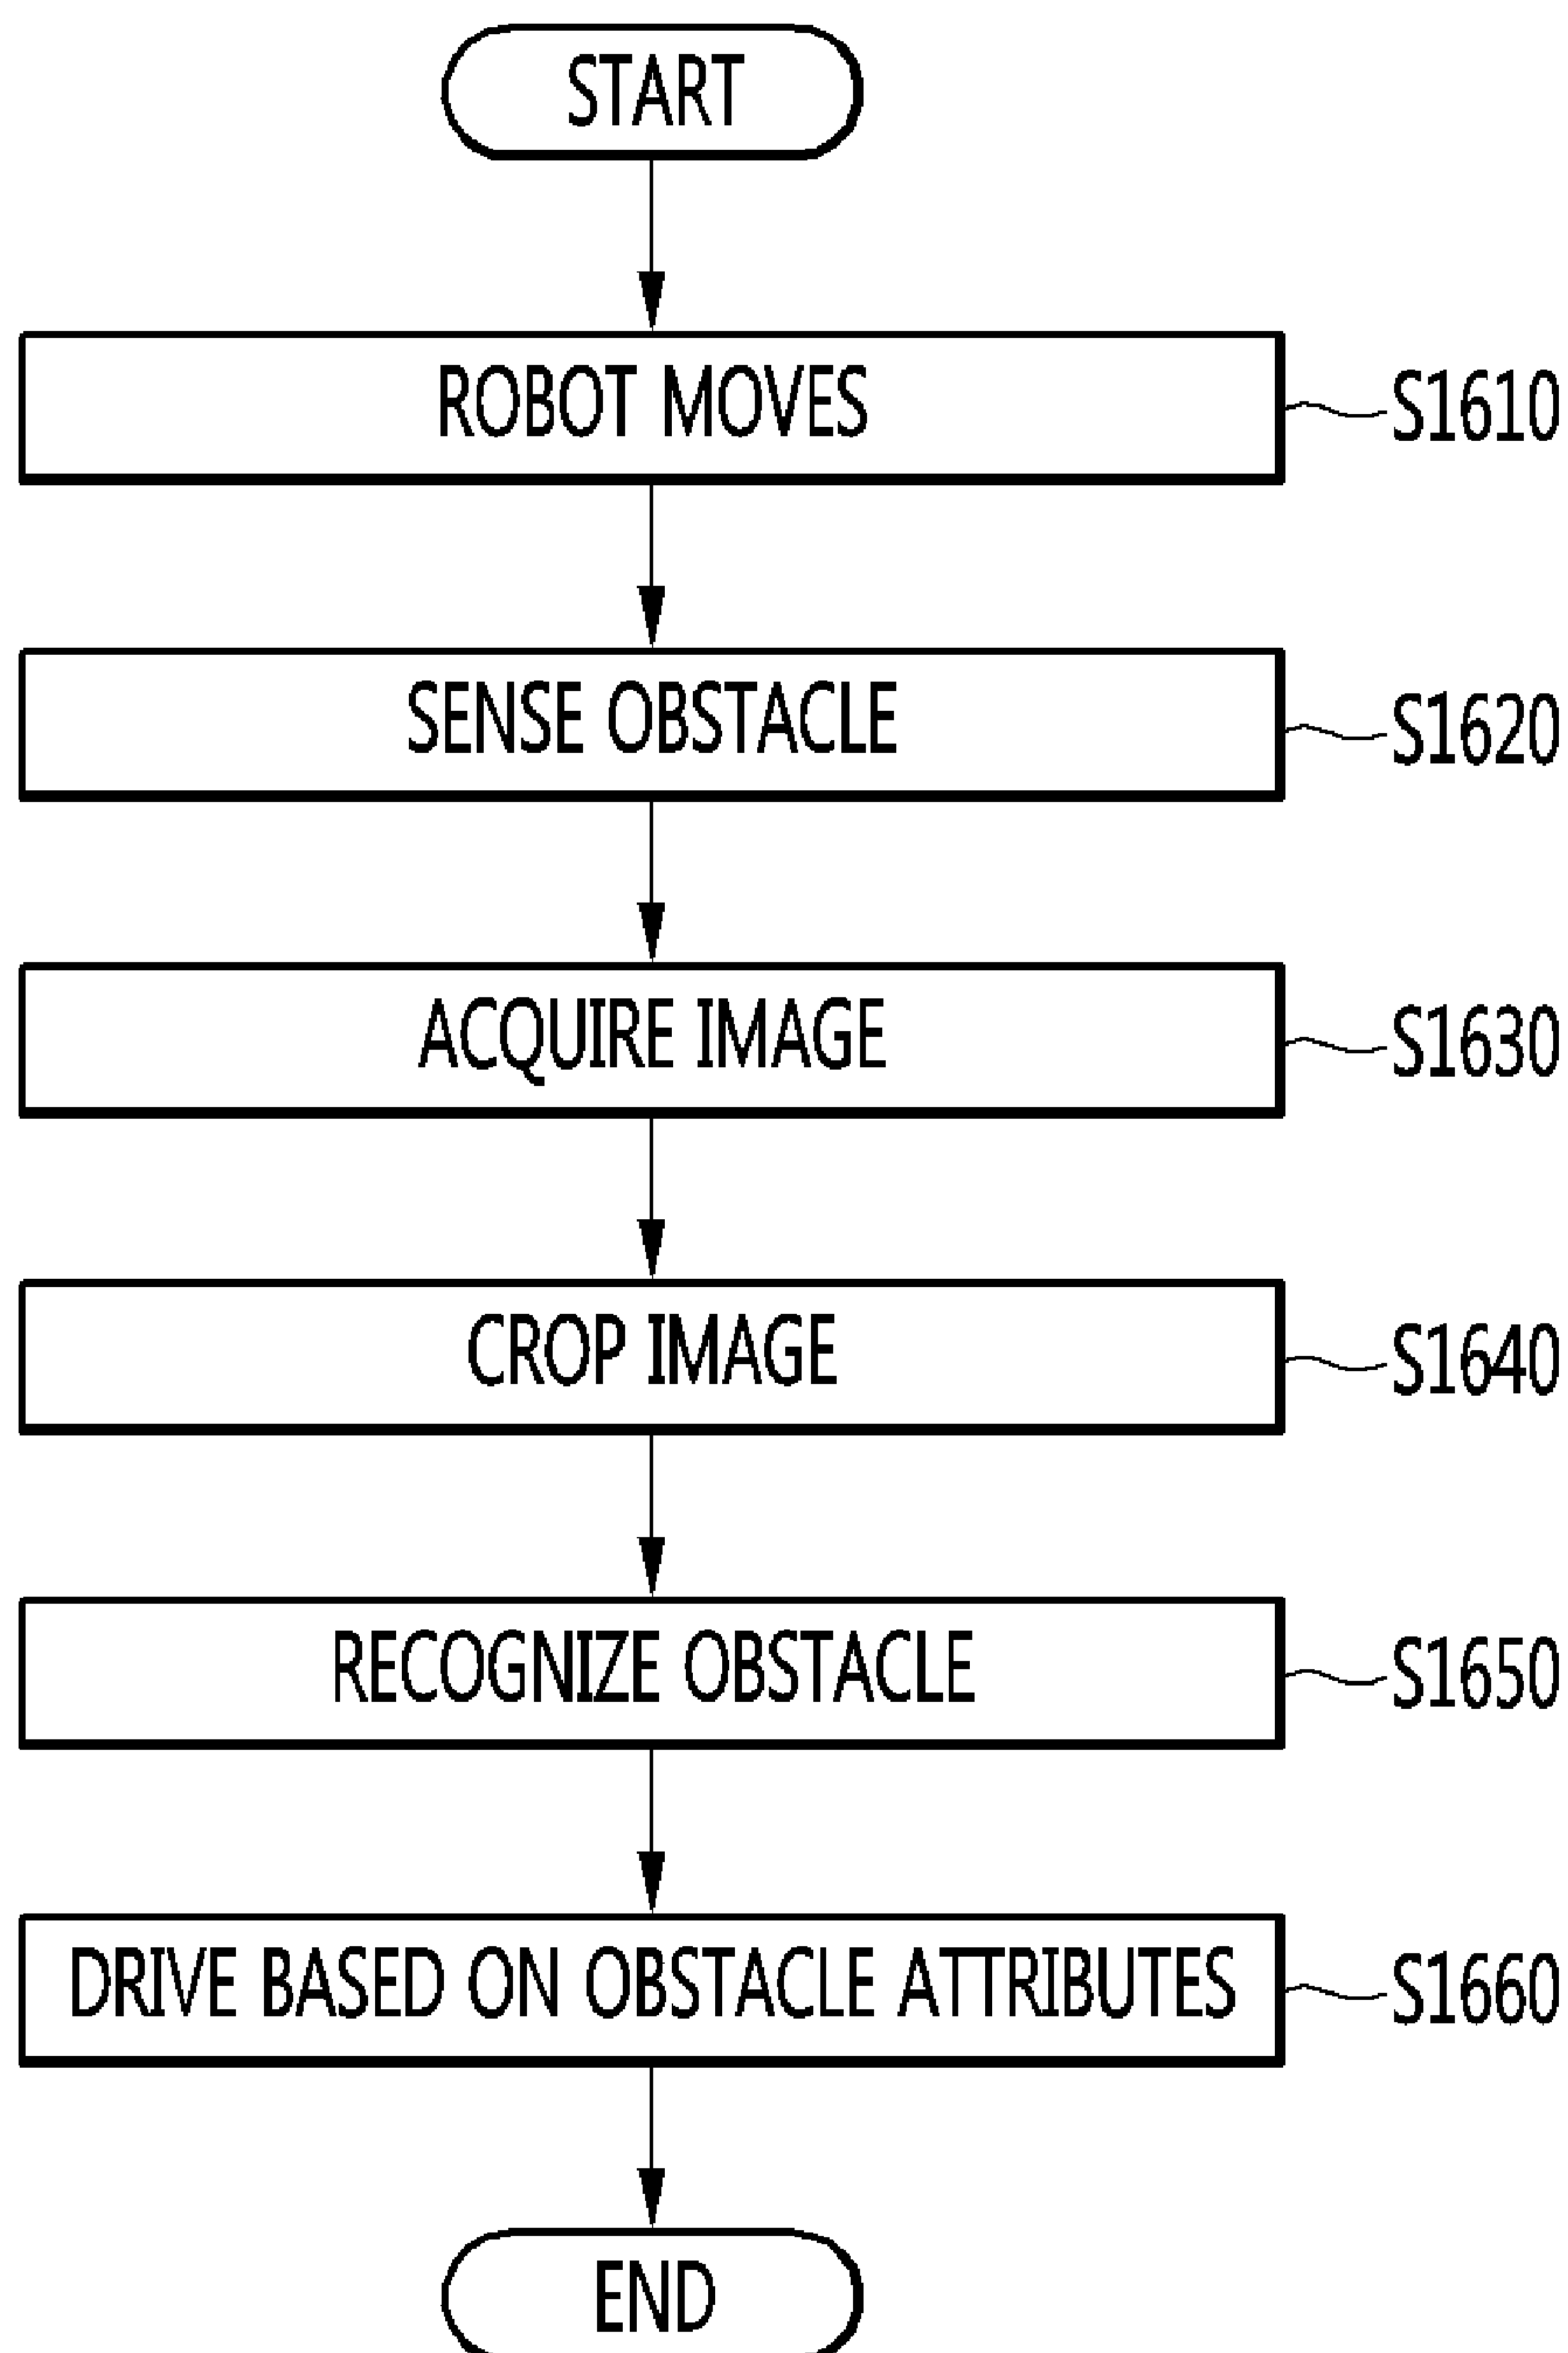 START
ROBOT MOVES
S1610
SENSE OBSTACLE
S1620
ACQUIRE IMAGE
S1630
CROP IMAGE
S1640
RECOGNIZE OBSTACLE
S1650
DRIVE BASED ON OBSTACLE ATTRIBUTES
S1660
END